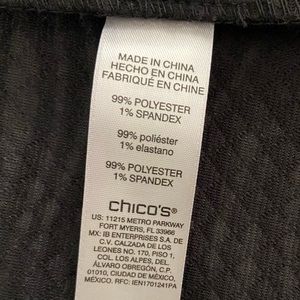 MADE IN CHINA
HECHO EN CHINA
FABRIQUÉ EN CHINE
99% POLYESTER
1% SPANDEX
99% poliéster
1% elastano
99% POLYESTER
1% SPANDEX
chico's®
US: 11215 METRO PARKWAY
FORT MYERS, FL 33966
MX: IB ENTERPRISES S.A. DE
C.V. CALZADA DE LOS
LEONES NO. 170, PISO 1,
COL. LOS ALPES, DEL.
ÁLVARO OBREGÓN, C.P.
01010, CIUDAD DE MÉXICO,
MÉXICO. RFC: IEN1701241PA